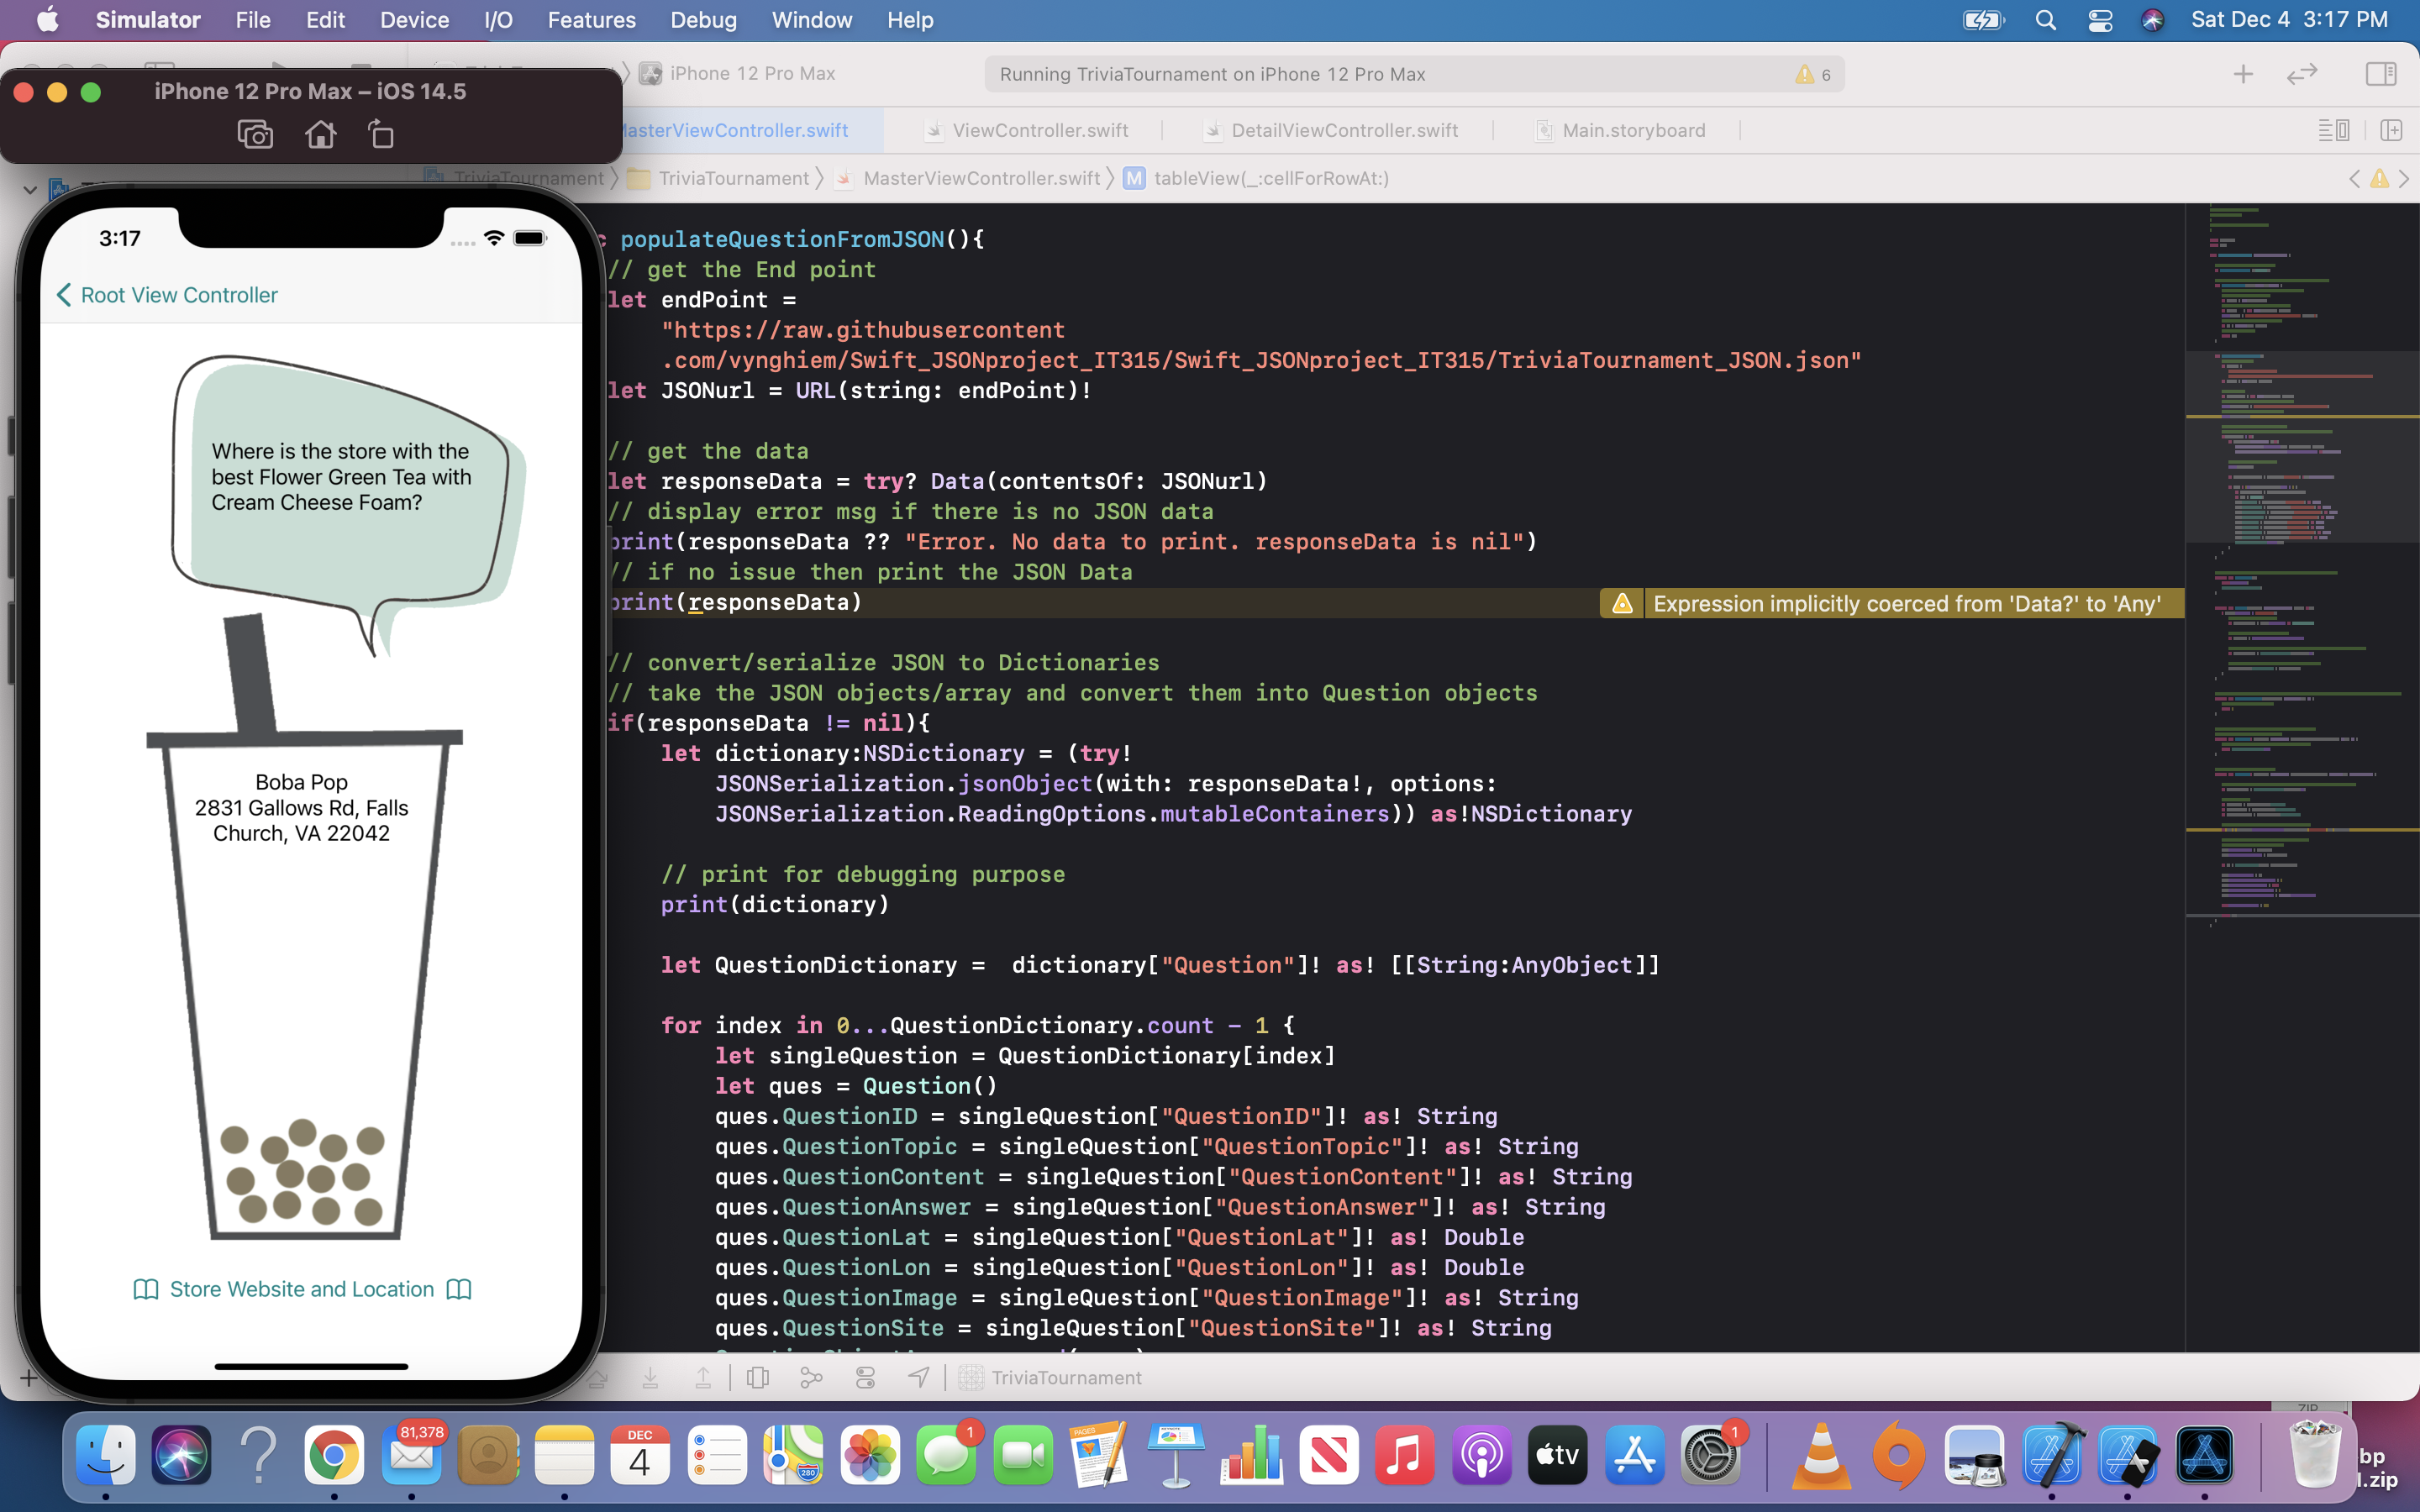 Simulator File Edit Device I/O Features Debug Window Help Sat Dec 4 3:17 PM
iPhone 12 Pro Max – iOS 14.5
iPhone 12 Pro Max
Running TriviaTournament on iPhone 12 Pro Max 6
MasterViewController.swift ViewController.swift DetailViewController.swift Main.storyboard
TriviaTournament TriviaTournament MasterViewController.swift M tableView(_:cellForRowAt:)
3:17
Root View Controller
Where is the store with the
best Flower Green Tea with
Cream Cheese Foam?
Boba Pop
2831 Gallows Rd, Falls
Church, VA 22042
Store Website and Location
c populateQuestionFromJSON(){
// get the End point
let endPoint =
"https://raw.githubusercontent
.com/vynghiem/Swift_JSONproject_IT315/Swift_JSONproject_IT315/TriviaTournament_JSON.json"
let JSONurl = URL(string: endPoint)!
// get the data
let responseData = try? Data(contentsOf: JSONurl)
// display error msg if there is no JSON data
print(responseData ?? "Error. No data to print. responseData is nil")
// if no issue then print the JSON Data
print(responseData)
Expression implicitly coerced from 'Data?' to 'Any'
// convert/serialize JSON to Dictionaries
// take the JSON objects/array and convert them into Question objects
if(responseData != nil){
let dictionary:NSDictionary = (try!
JSONSerialization.jsonObject(with: responseData!, options:
JSONSerialization.ReadingOptions.mutableContainers)) as!NSDictionary
// print for debugging purpose
print(dictionary)
let QuestionDictionary =  dictionary["Question"]! as! [[String:AnyObject]]
for index in 0...QuestionDictionary.count - 1 {
let singleQuestion = QuestionDictionary[index]
let ques = Question()
ques.QuestionID = singleQuestion["QuestionID"]! as! String
ques.QuestionTopic = singleQuestion["QuestionTopic"]! as! String
ques.QuestionContent = singleQuestion["QuestionContent"]! as! String
ques.QuestionAnswer = singleQuestion["QuestionAnswer"]! as! String
ques.QuestionLat = singleQuestion["QuestionLat"]! as! Double
ques.QuestionLon = singleQuestion["QuestionLon"]! as! Double
ques.QuestionImage = singleQuestion["QuestionImage"]! as! String
ques.QuestionSite = singleQuestion["QuestionSite"]! as! String
TriviaTournament
81,378
DEC
4
280
1
PAGES
tv
1
ZIP
bp
l.zip